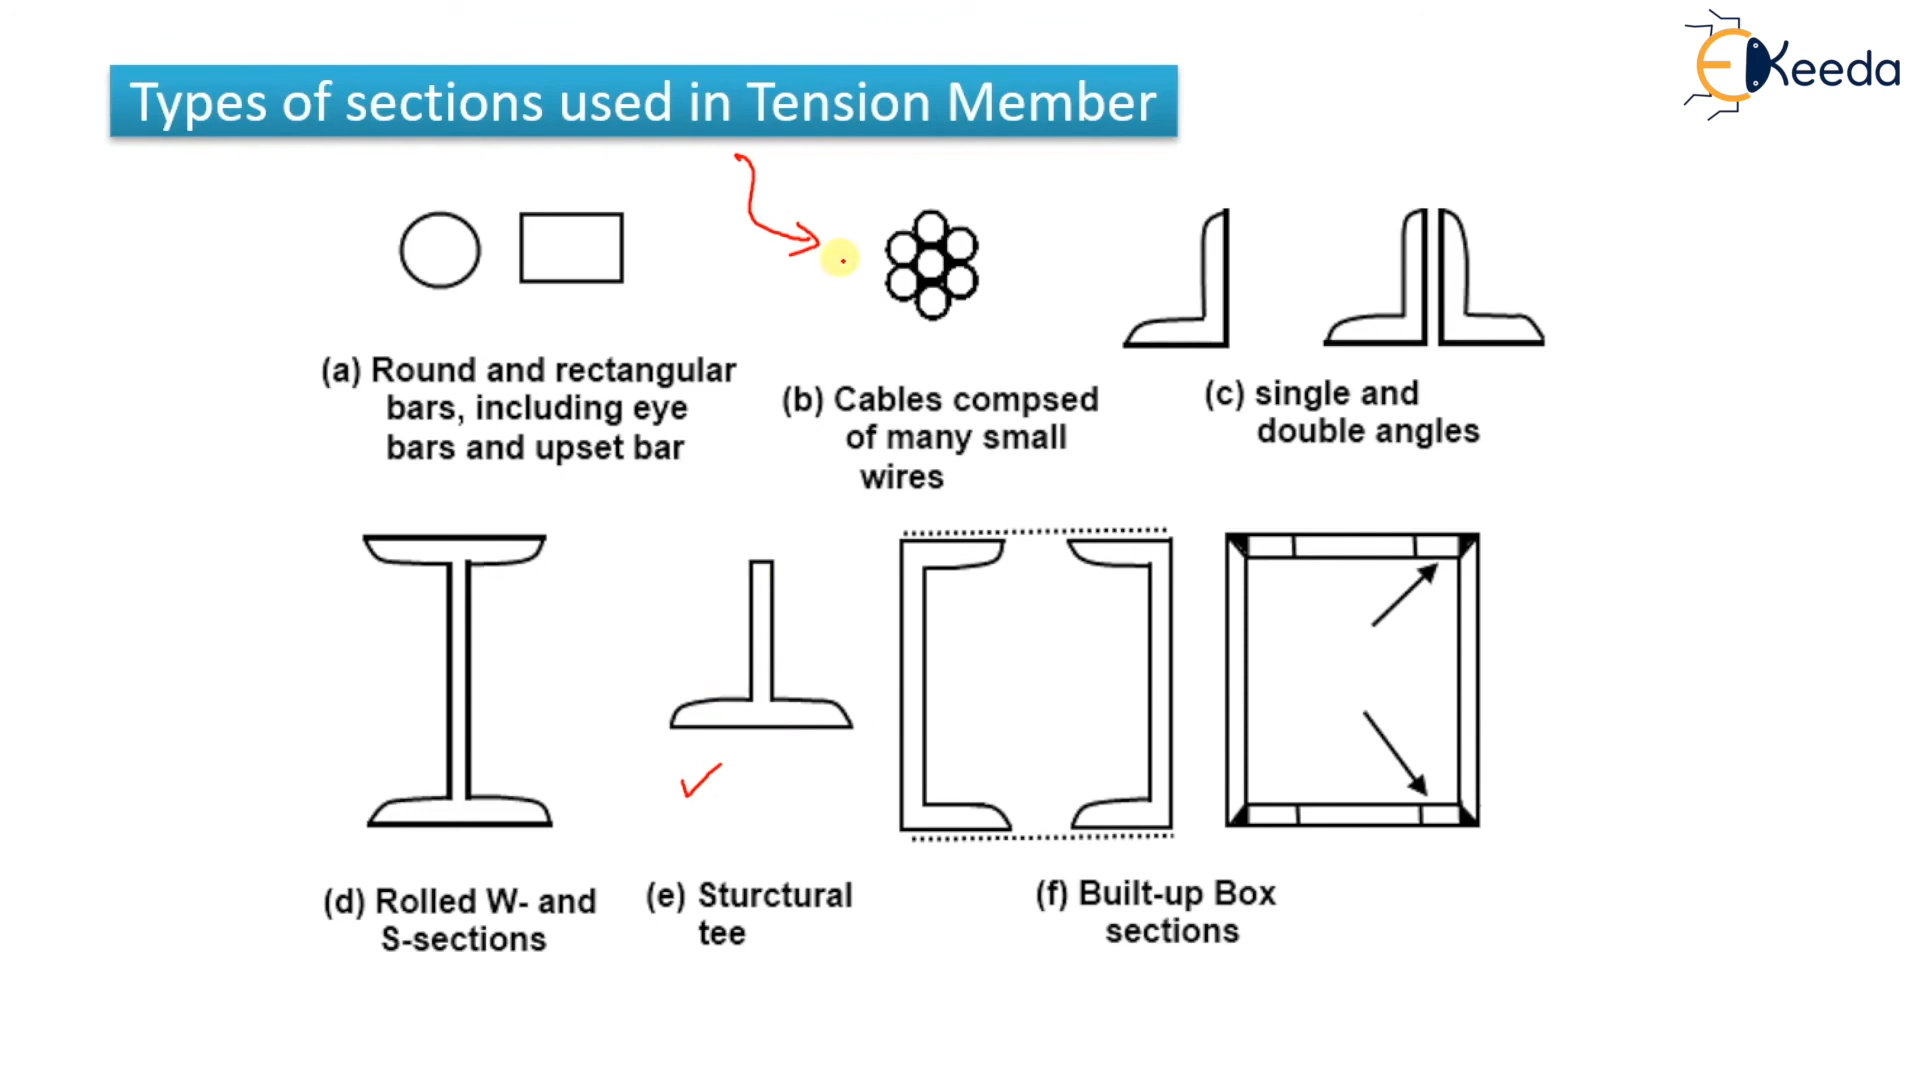 Types of sections used in Tension Member
EKeeda
(a) Round and rectangular
bars, including eye
bars and upset bar
(b) Cables compsed
of many small
wires
(c) single and
double angles
(d) Rolled W- and
S-sections
(e) Sturctural
tee
(f) Built-up Box
sections